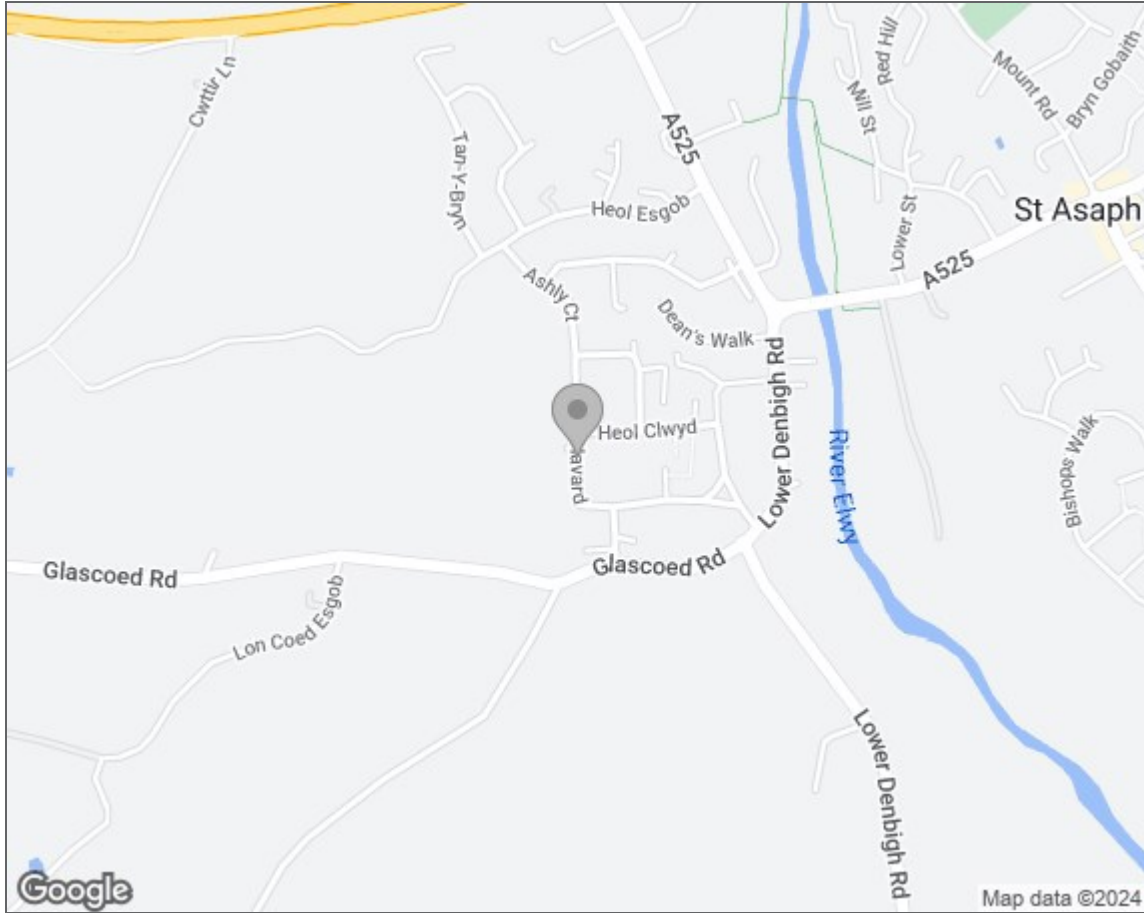 Cwttir Ln
Tan-Y-Bryn
A525
Heol Esgob
Mill St
Red Hill
Mount Rd
Bryn Gobaith
St Asaph
Lower St
A525
Ashly Ct
Dean's Walk
Lower Denbigh Rd
Heol Clwyd
avard
River Elwy
Bishops Walk
Glascoed Rd
Glascoed Rd
Lon Coed Esgob
Lower Denbigh Rd
Google
Map data ©2024